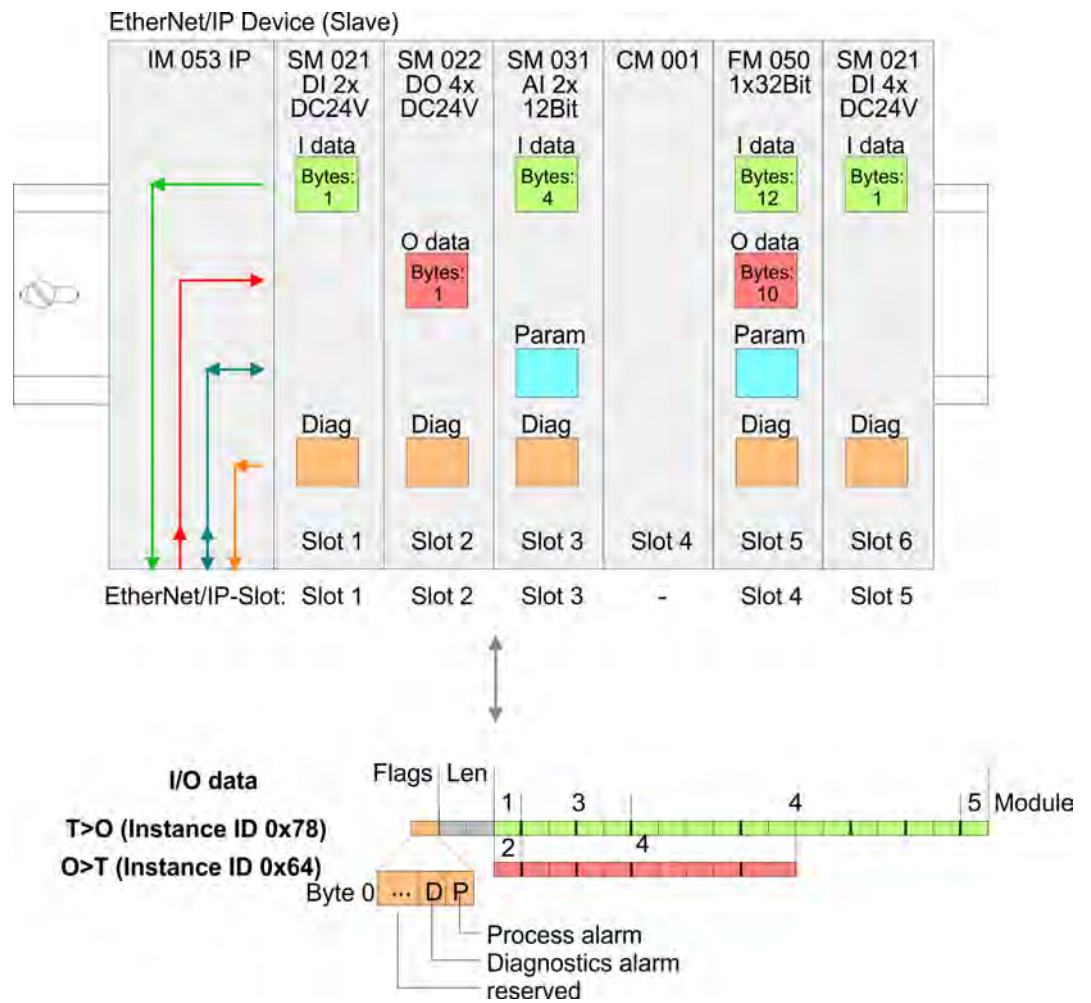 EtherNet/IP Device (Slave)
IM 053 IP SM 021 SM 022 SM 031 CM 001 FM 050 SM 021
DI 2x DO 4x AI 2x 1x32Bit DI 4x
DC24V DC24V 12Bit DC24V
I data I data I data I data
Bytes: Bytes: Bytes: Bytes:
1 4 12 1
O data O data
Bytes: Bytes:
1 10
Param Param
Diag Diag Diag Diag Diag
Slot 1 Slot 2 Slot 3 Slot 4 Slot 5 Slot 6
EtherNet/IP-Slot: Slot 1 Slot 2 Slot 3 - Slot 4 Slot 5
I/O data Flags Len
1 3 4 5 Module
T>O (Instance ID 0x78)
2 4
O>T (Instance ID 0x64)
Byte 0 ... D P
Process alarm
Diagnostics alarm
reserved